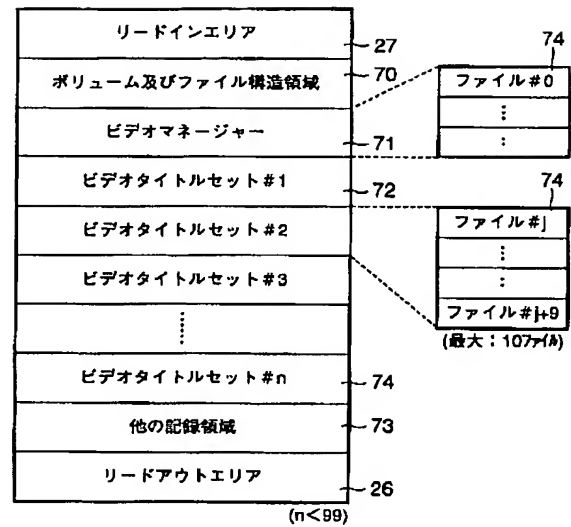 リードインエリア
27
ボリューム及びファイル構造領域
70
ビデオマネージャー
71
ビデオタイトルセット#1
72
ビデオタイトルセット#2
ビデオタイトルセット#3
ビデオタイトルセット#n
74
他の記録領域
73
リードアウトエリア
26
(n<99)
74
ファイル#0
74
ファイル#j
ファイル#j+9
(最大:107ファイル)